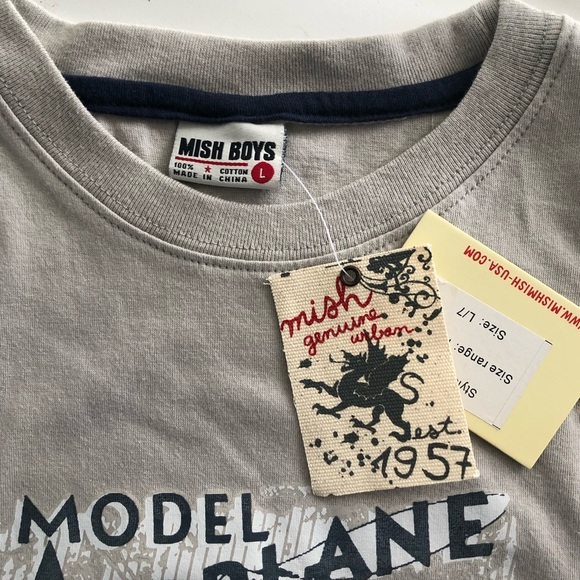 MISH BOYS
100% ★ COTTON
MADE IN CHINA
L
mish
genuine
urban
est.
1957
WWW.MISHMISH-USA.COM
Size: L/7
Size range:
MODEL
PLANE